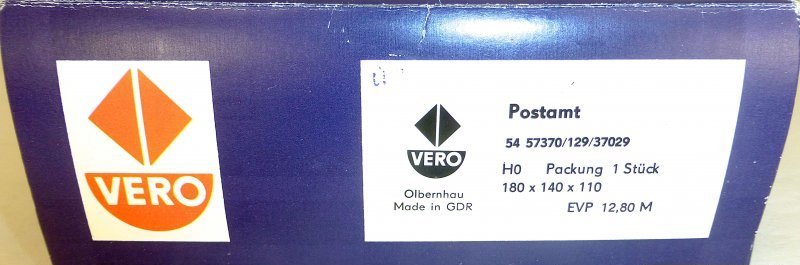 VERO
VERO
Olbernhau
Made in GDR
Postamt
54 57370/129/37029
H0 Packung 1 Stück
180 x 140 x 110
EVP 12,80 M